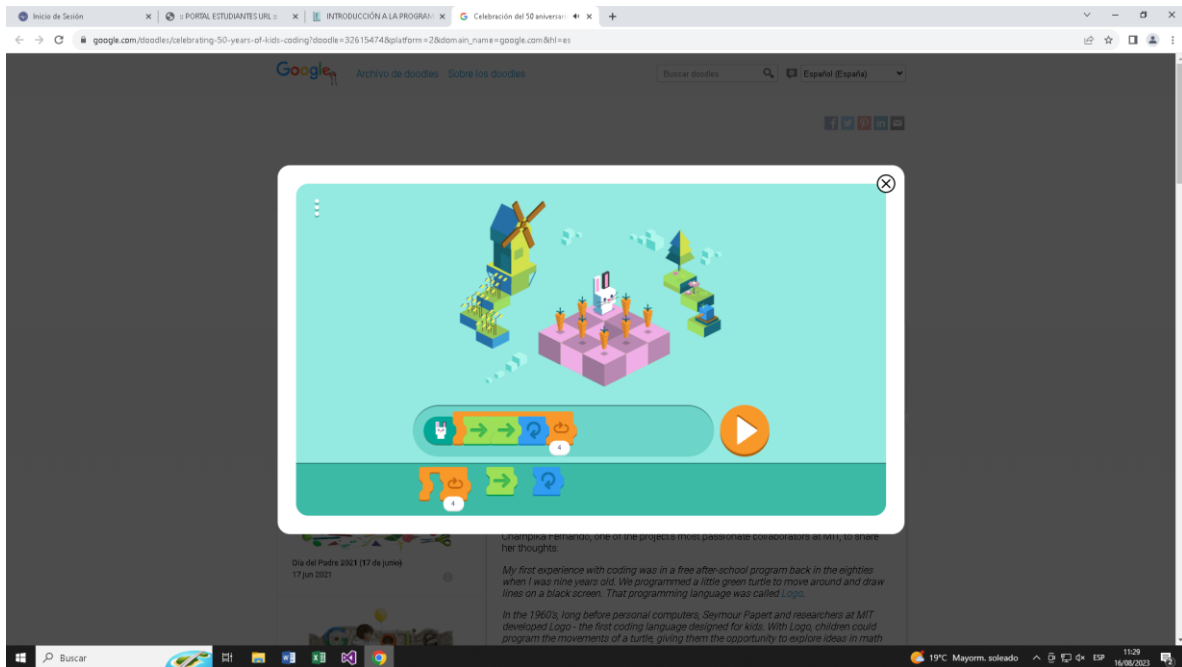 Inicio de Sesión
:: PORTAL ESTUDIANTES URL ::
INTRODUCCIÓN A LA PROGRAM
Celebración del 50 aniversari
google.com/doodles/celebrating-50-years-of-kids-coding?doodle=32615474&platform=2&domain_name=google.com&hl=es
Google
Archivo de doodles Sobre los doodles
Buscar doodles
Español (España)
4
4
Champika Fernando, one of the projects most passionate collaborators at MIT, to share
her thoughts:
Día del Padre 2021 (17 de junio)
17 jun 2021
My first experience with coding was in a free after-school program back in the eighties
when I was nine years old. We programmed a little green turtle to move around and draw
lines on a black screen. That programming language was called Logo.
In the 1960's, long before personal computers, Seymour Papert and researchers at MIT
developed Logo - the first coding language designed for kids. With Logo, children could
program the movements of a turtle, giving them the opportunity to explore ideas in math
Buscar
19°C Mayorm. soleado
ESP
11:29
16/08/2023